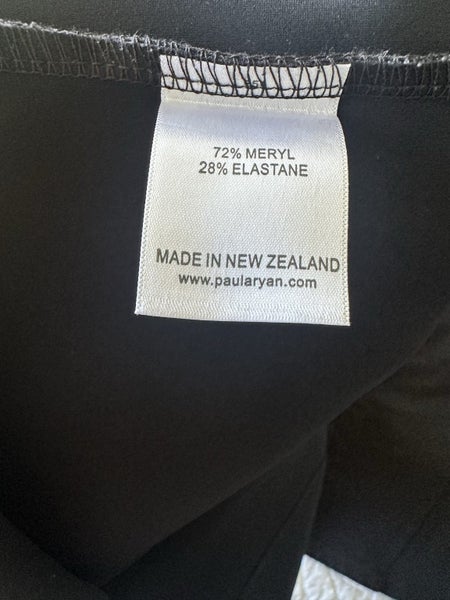 72% MERYL
28% ELASTANE
MADE IN NEW ZEALAND
www.paularyan.com